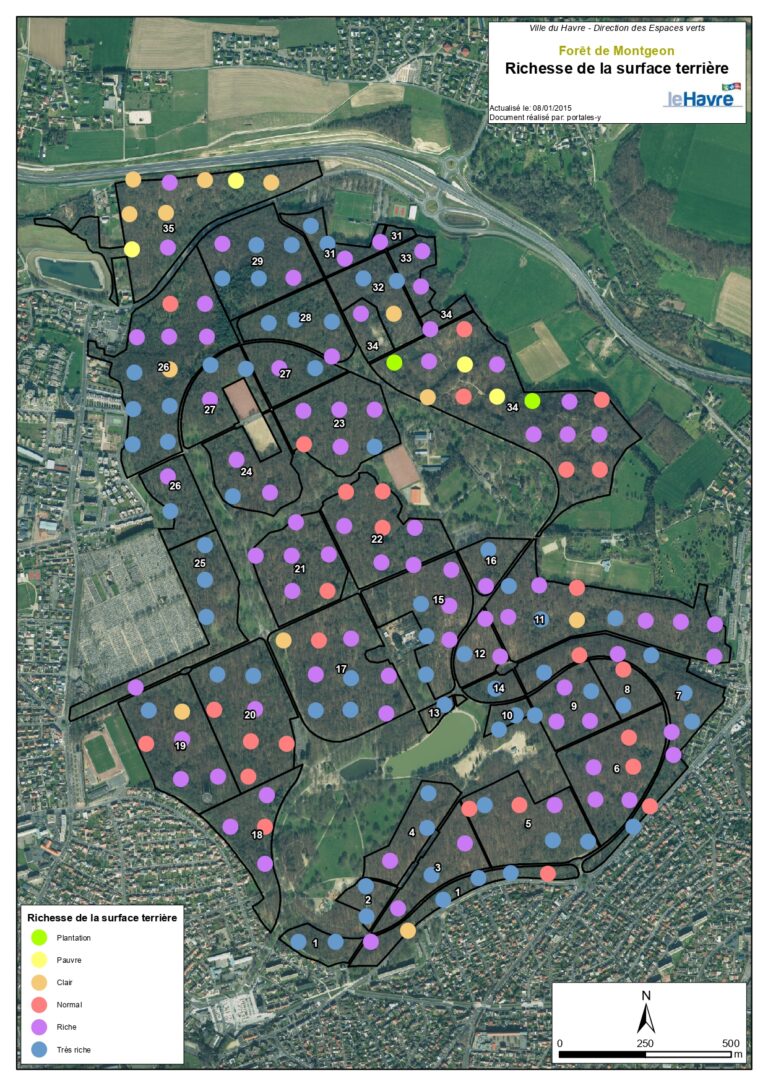 Ville du Havre - Direction des Espaces verts
Forêt de Montgeon
Richesse de la surface terrière
leHavre
Actualisé le: 08/01/2015
Document réalisé par: portales-y
35
31
31
33
29
32
34
28
34
26
27
27
34
23
24
26
22
25
16
21
15
11
12
17
14
8
7
9
13
10
20
19
6
5
18
4
3
1
2
1
Richesse de la surface terrière
Plantation
Pauvre
Clair
Normal
Riche
Très riche
N
0 250 500
m